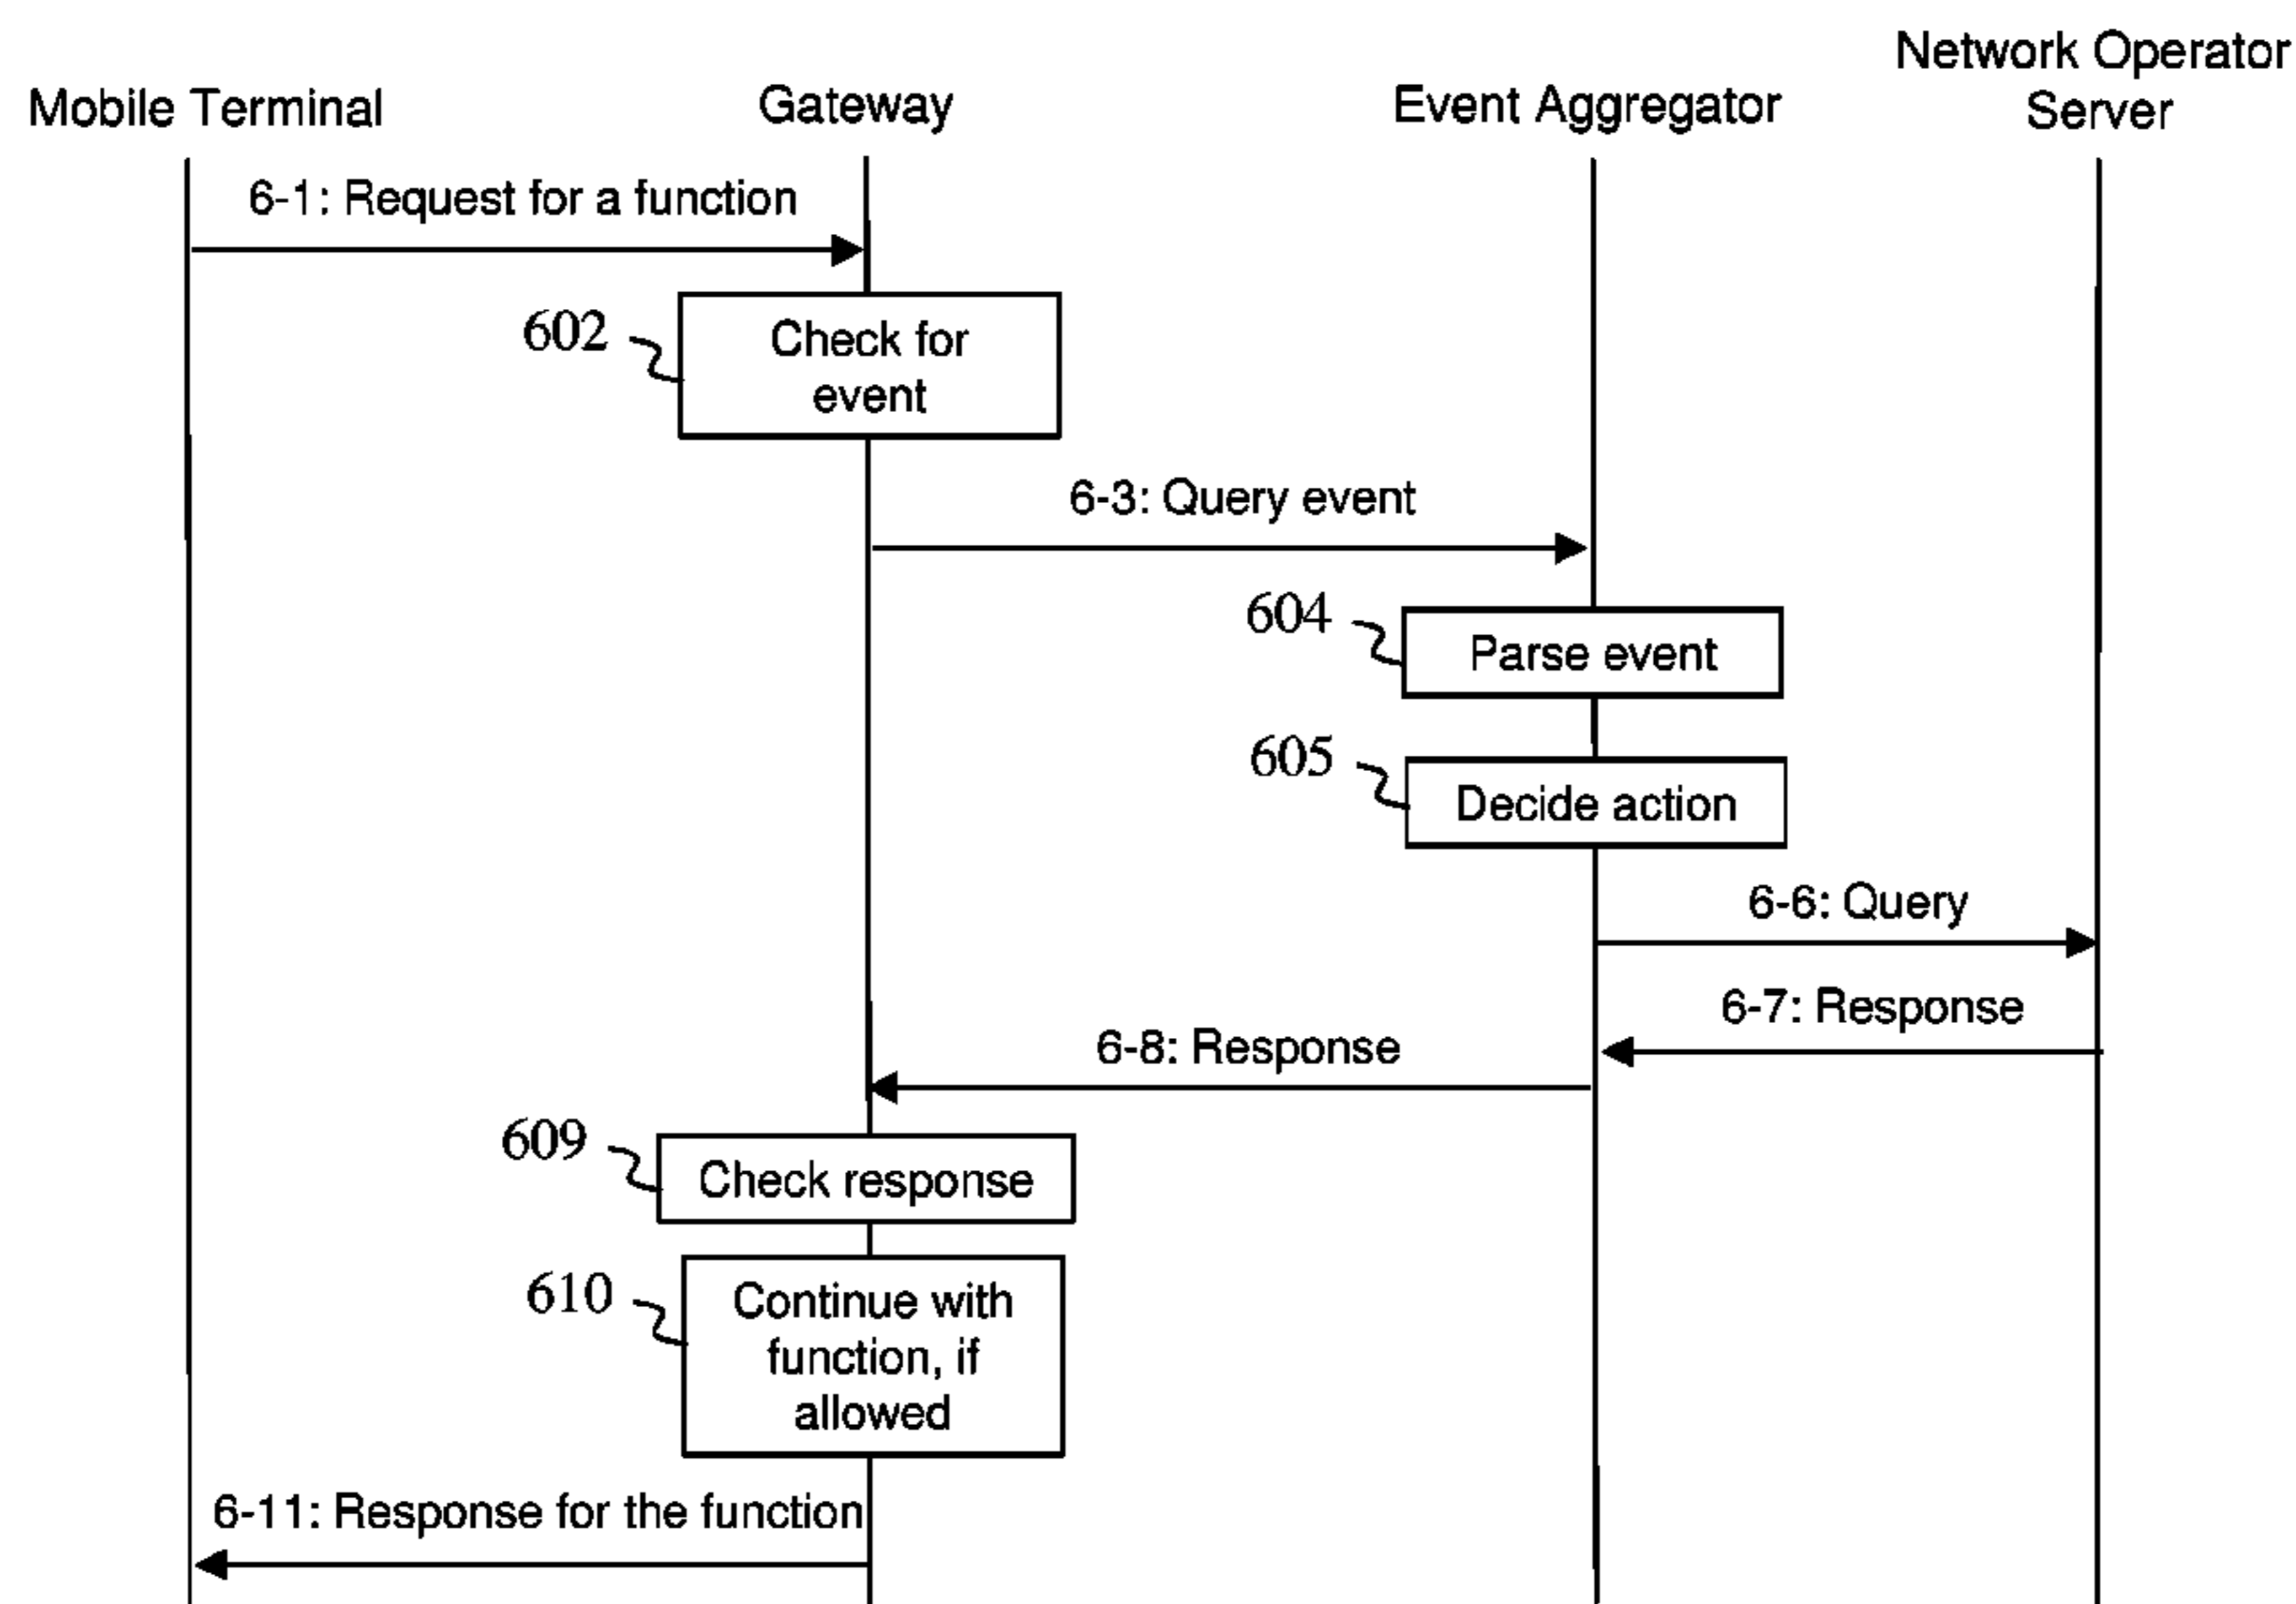 Network Operator
Server
Mobile Terminal
Gateway
Event Aggregator
6-1: Request for a function
602
Check for
event
6-3: Query event
604
Parse event
605
Decide action
6-6: Query
6-7: Response
6-8: Response
609
Check response
610
Continue with
function, if
allowed
6-11: Response for the function